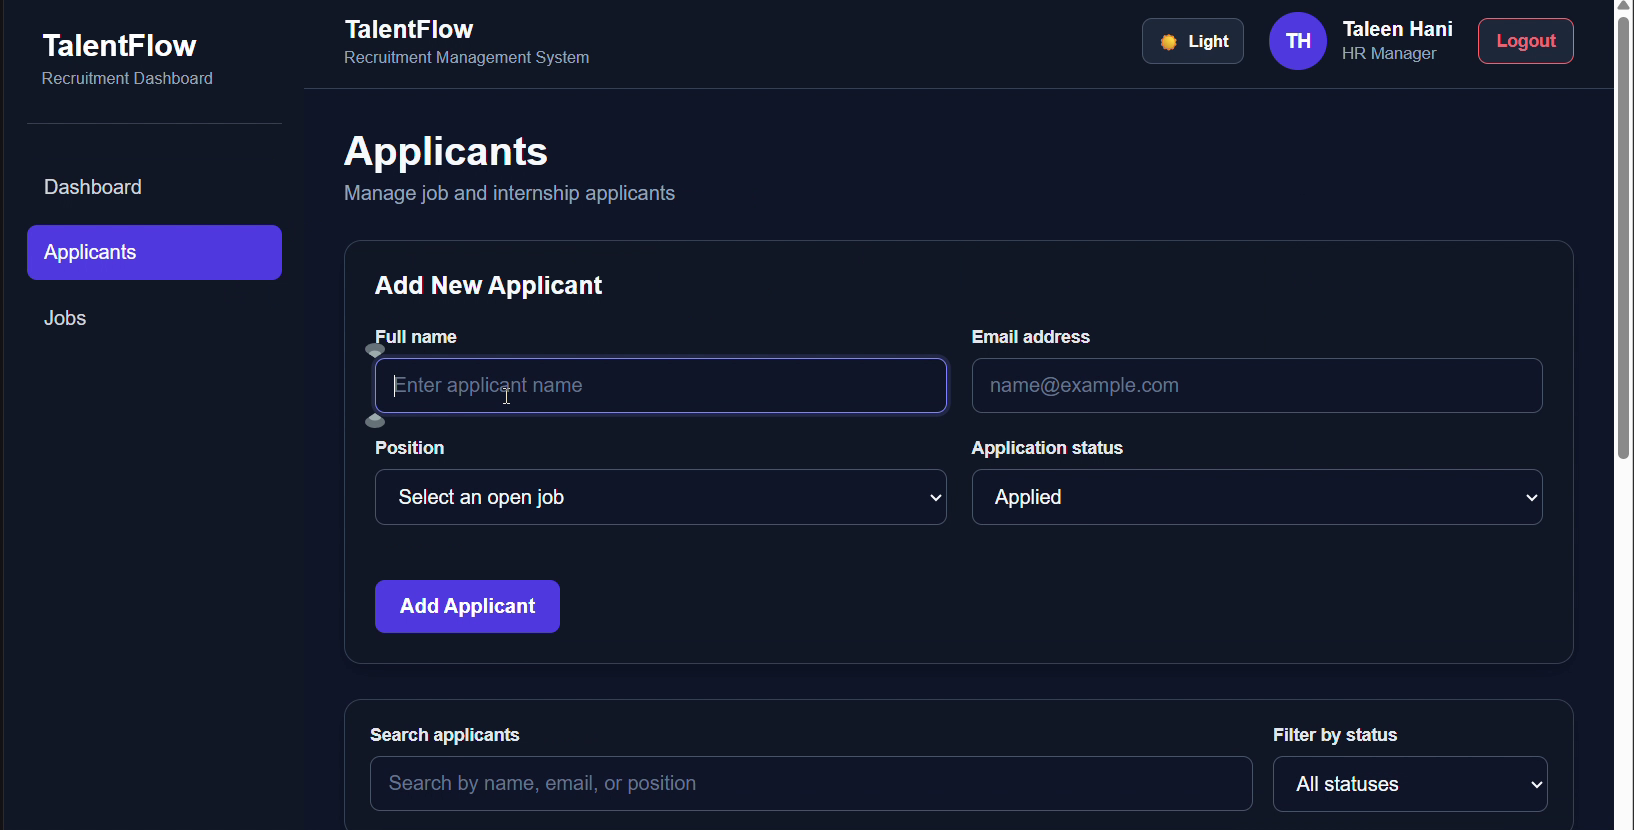 TalentFlow
Recruitment Dashboard
Dashboard
Applicants
Jobs
TalentFlow
Recruitment Management System
Light
TH
Taleen Hani
HR Manager
Logout
Applicants
Manage job and internship applicants
Add New Applicant
Full name
Enter applicant name
Email address
name@example.com
Position
Select an open job
Application status
Applied
Add Applicant
Search applicants
Search by name, email, or position
Filter by status
All statuses